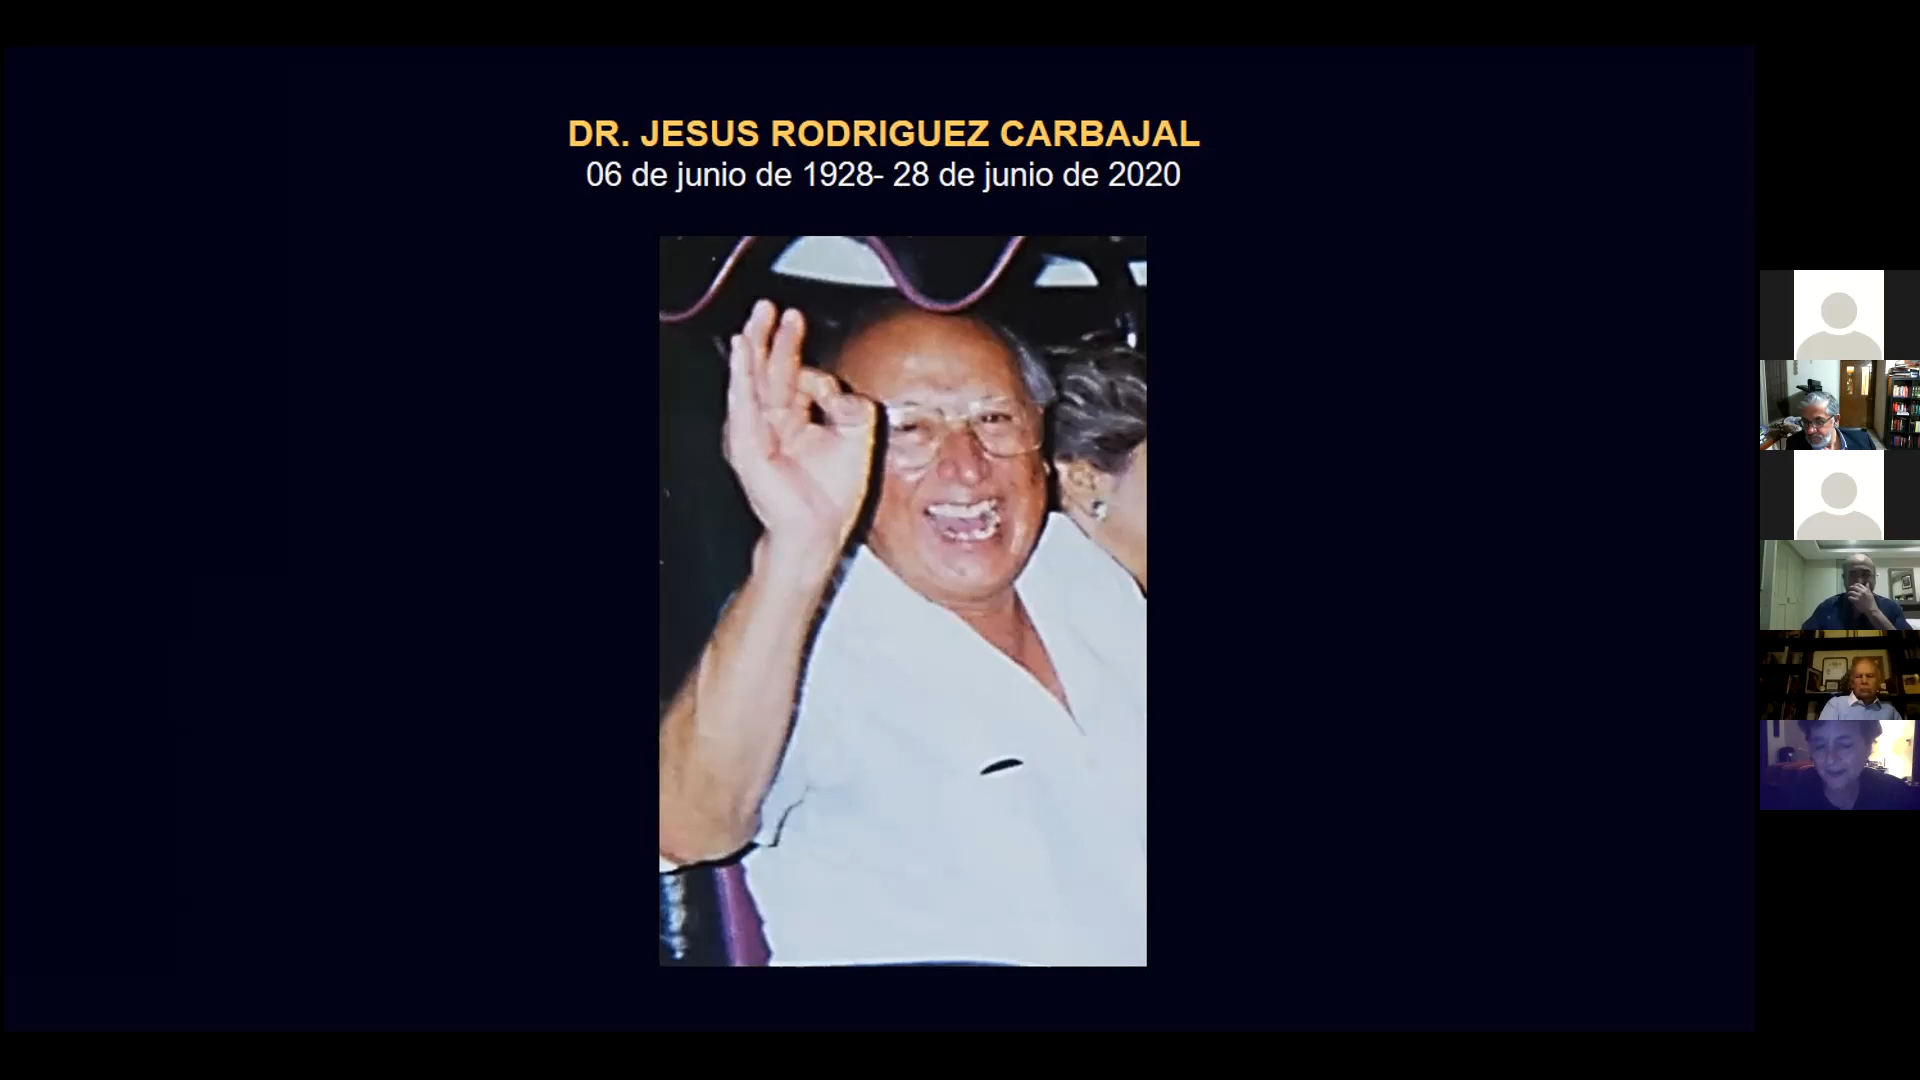 DR. JESUS RODRIGUEZ CARBAJAL
06 de junio de 1928- 28 de junio de 2020